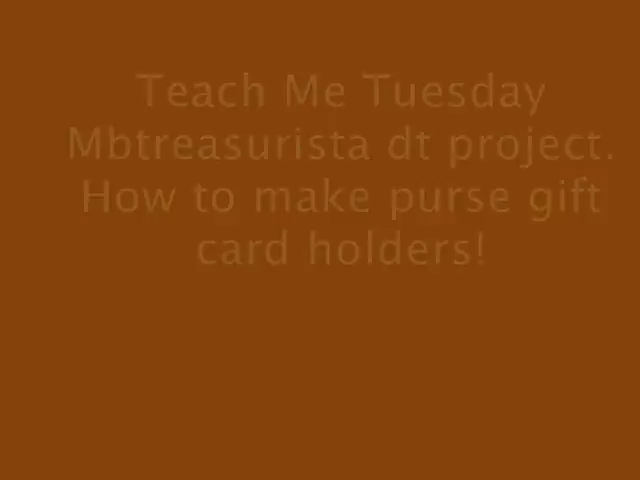 Teach Me Tuesday
Mbtreasurista dt project.
How to make purse gift
card holders!